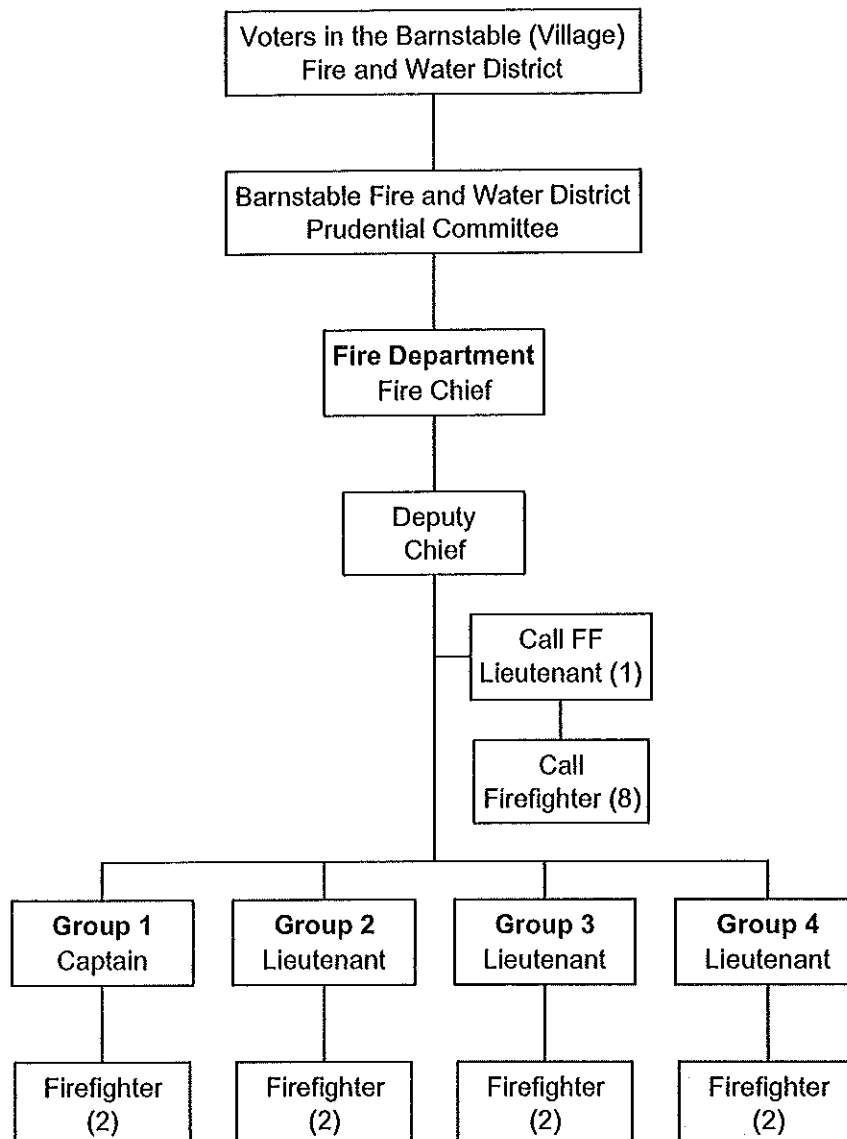 Voters in the Barnstable (Village)
Fire and Water District
Barnstable Fire and Water District
Prudential Committee
Fire Department
Fire Chief
Deputy
Chief
Call FF
Lieutenant (1)
Call
Firefighter (8)
Group 1
Captain
Group 2
Lieutenant
Group 3
Lieutenant
Group 4
Lieutenant
Firefighter
(2)
Firefighter
(2)
Firefighter
(2)
Firefighter
(2)